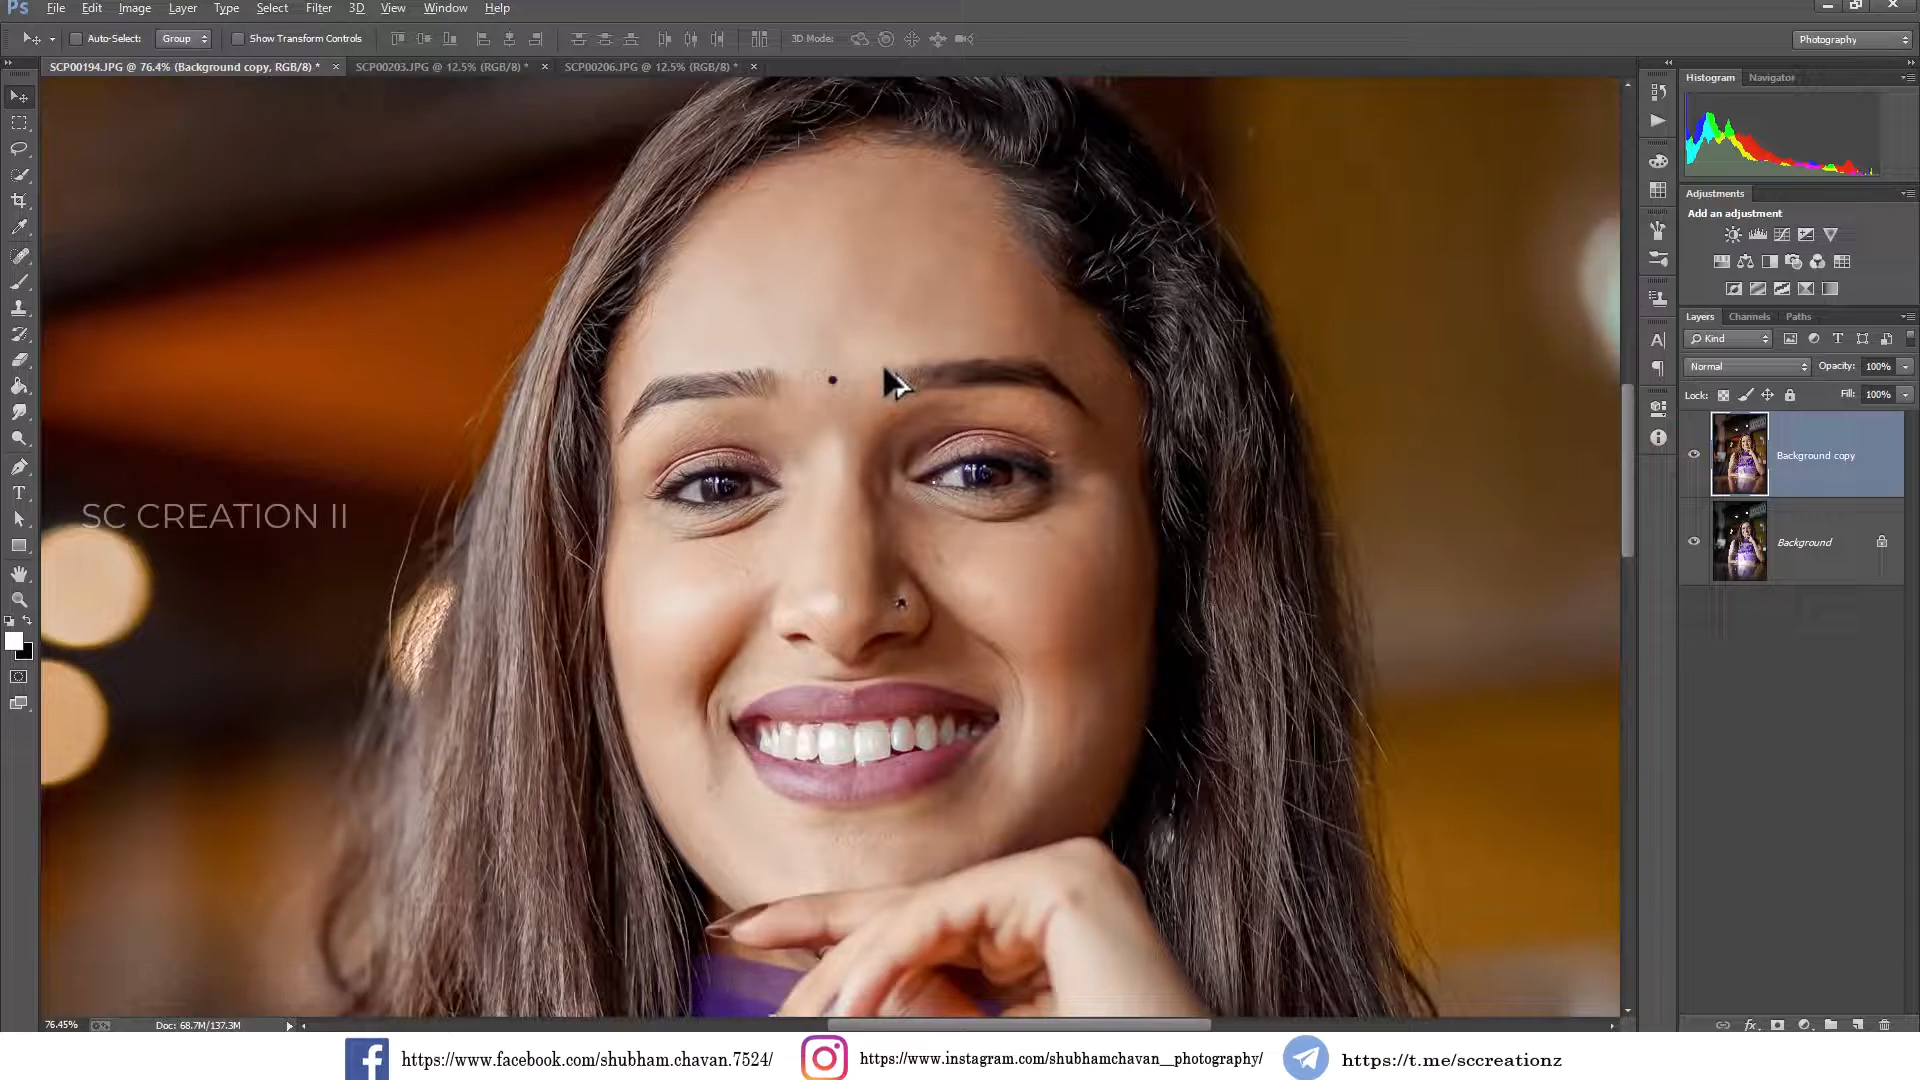 Ps File Edit Image Layer Type Select Filter 3D View Window Help
Auto-Select: Group Show Transform Controls 3D Mode: Photography
SCP00194.JPG @ 76.4% (Background copy, RGB/8) * × SCP00203.JPG @ 12.5% (RGB/8) * × SCP00206.JPG @ 12.5% (RGB/8) * ×
Histogram Navigator
Adjustments
Add an adjustment
Layers Channels Paths
Kind
Normal Opacity: 100%
Lock: Fill: 100%
Background copy
Background
SC CREATION II
76.45% Doc: 68.7M/137.3M
https://www.facebook.com/shubham.chavan.7524/ https://www.instagram.com/shubhamchavan__photography/ https://t.me/sccreationz